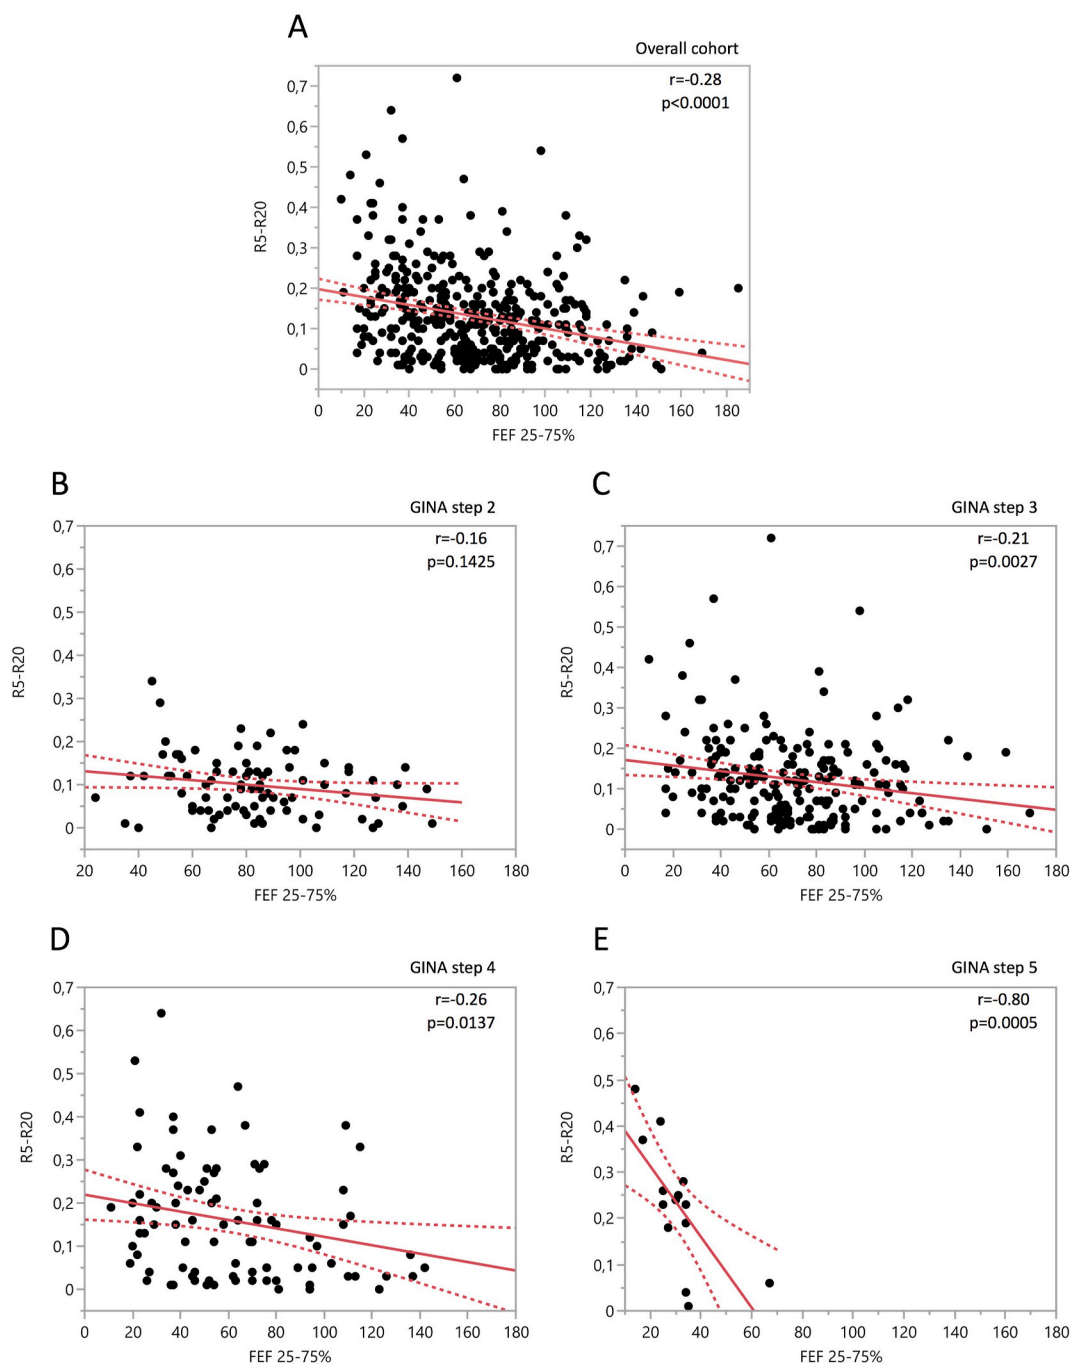 A
Overall cohort
r=-0.28
p<0.0001
0,7
0,6
0,5
0,4
0,3
0,2
0,1
0
R5-R20
0 20 40 60 80 100 120 140 160 180
FEF 25-75%
B
GINA step 2
r=-0.16
p=0.1425
0,7
0,6
0,5
0,4
0,3
0,2
0,1
0
R5-R20
20 40 60 80 100 120 140 160 180
FEF 25-75%
C
GINA step 3
r=-0.21
p=0.0027
0,7
0,6
0,5
0,4
0,3
0,2
0,1
0
R5-R20
0 20 40 60 80 100 120 140 160 180
FEF 25-75%
D
GINA step 4
r=-0.26
p=0.0137
0,7
0,6
0,5
0,4
0,3
0,2
0,1
0
R5-R20
0 20 40 60 80 100 120 140 160 180
FEF 25-75%
E
GINA step 5
r=-0.80
p=0.0005
0,7
0,6
0,5
0,4
0,3
0,2
0,1
0
R5-R20
20 40 60 80 100 120 140 160 180
FEF 25-75%